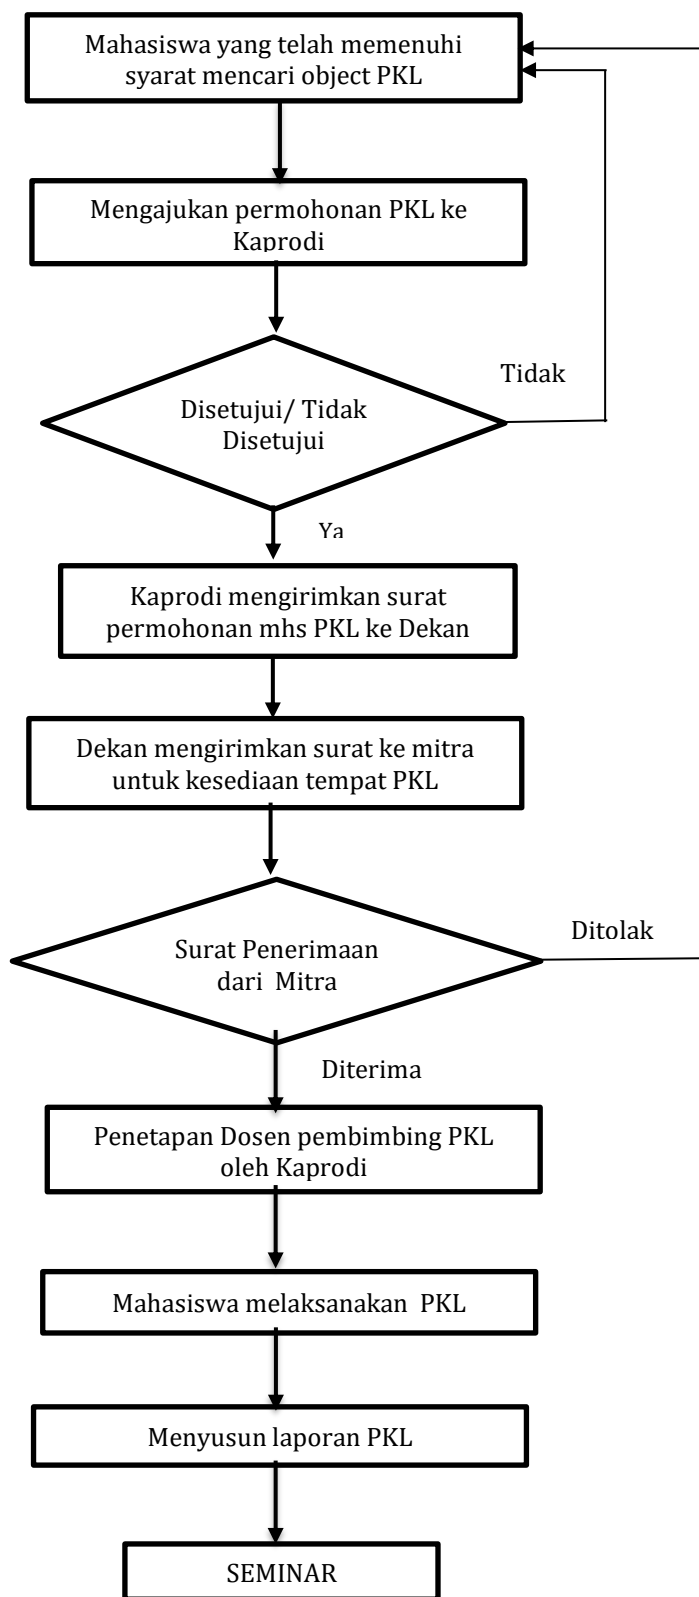 Mahasiswa yang telah memenuhi
syarat mencari object PKL
Mengajukan permohonan PKL ke
Kaprodi
Tidak
Disetujui/ Tidak
Disetujui
Ya
Kaprodi mengirimkan surat
permohonan mhs PKL ke Dekan
Dekan mengirimkan surat ke mitra
untuk kesediaan tempat PKL
Ditolak
Surat Penerimaan
dari Mitra
Diterima
Penetapan Dosen pembimbing PKL
oleh Kaprodi
Mahasiswa melaksanakan PKL
Menyusun laporan PKL
SEMINAR